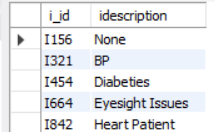 i_id idescription
I156 None
I321 BP
I454 Diabeties
I664 Eyesight Issues
I842 Heart Patient